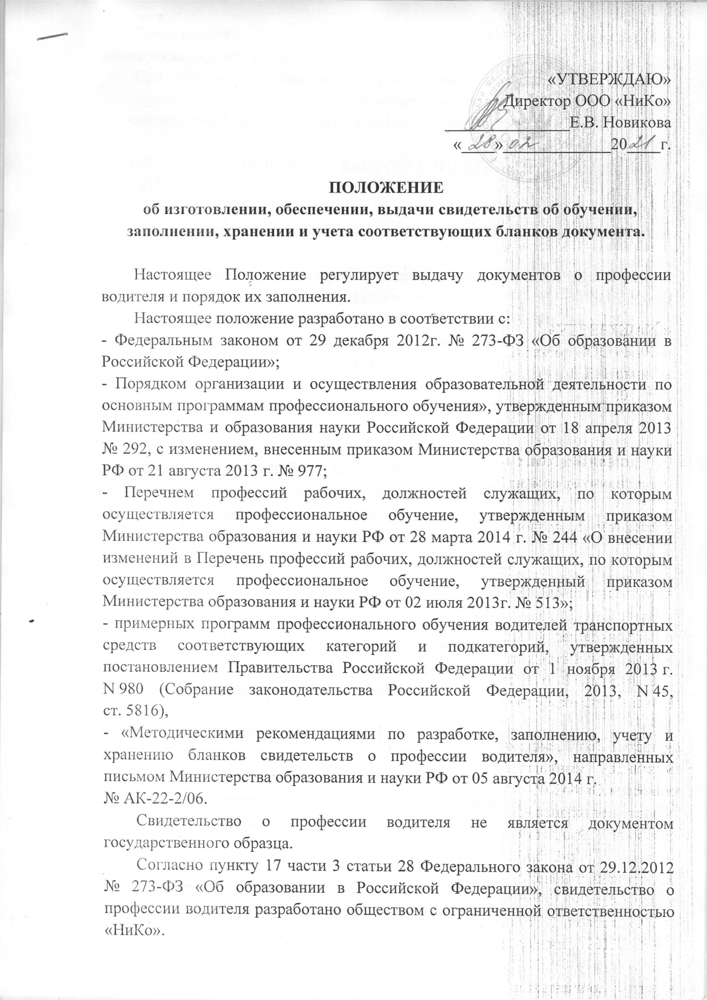 «УТВЕРЖДАЮ»
Директор ООО «НиКо»
_______________Е.В. Новикова
«_28_»_02____________20_21_г.
ПОЛОЖЕНИЕ
об изготовлении, обеспечении, выдачи свидетельств об обучении,
заполнении, хранении и учета соответствующих бланков документа.
Настоящее Положение регулирует выдачу документов о профессии
водителя и порядок их заполнения.
Настоящее положение разработано в соответствии с:
- Федеральным законом от 29 декабря 2012г. № 273-ФЗ «Об образовании в
Российской Федерации»;
- Порядком организации и осуществления образовательной деятельности по
основным программам профессионального обучения», утвержденным приказом
Министерства и образования науки Российской Федерации от 18 апреля 2013
№ 292, с изменением, внесенным приказом Министерства образования и науки
РФ от 21 августа 2013 г. № 977;
- Перечнем профессий рабочих, должностей служащих, по которым
осуществляется профессиональное обучение, утвержденным приказом
Министерства образования и науки РФ от 28 марта 2014 г. № 244 «О внесении
изменений в Перечень профессий рабочих, должностей служащих, по которым
осуществляется профессиональное обучение, утвержденный приказом
Министерства образования и науки РФ от 02 июля 2013г. № 513»;
- примерных программ профессионального обучения водителей транспортных
средств соответствующих категорий и подкатегорий, утвержденных
постановлением Правительства Российской Федерации от 1 ноября 2013 г.
N 980 (Собрание законодательства Российской Федерации, 2013, N 45,
ст. 5816),
- «Методическими рекомендациями по разработке, заполнению, учету и
хранению бланков свидетельств о профессии водителя», направленных
письмом Министерства образования и науки РФ от 05 августа 2014 г.
№ АК-22-2/06.
Свидетельство о профессии водителя не является документом
государственного образца.
Согласно пункту 17 части 3 статьи 28 Федерального закона от 29.12.2012
№ 273-ФЗ «Об образовании в Российской Федерации», свидетельство о
профессии водителя разработано обществом с ограниченной ответственностью
«НиКо».